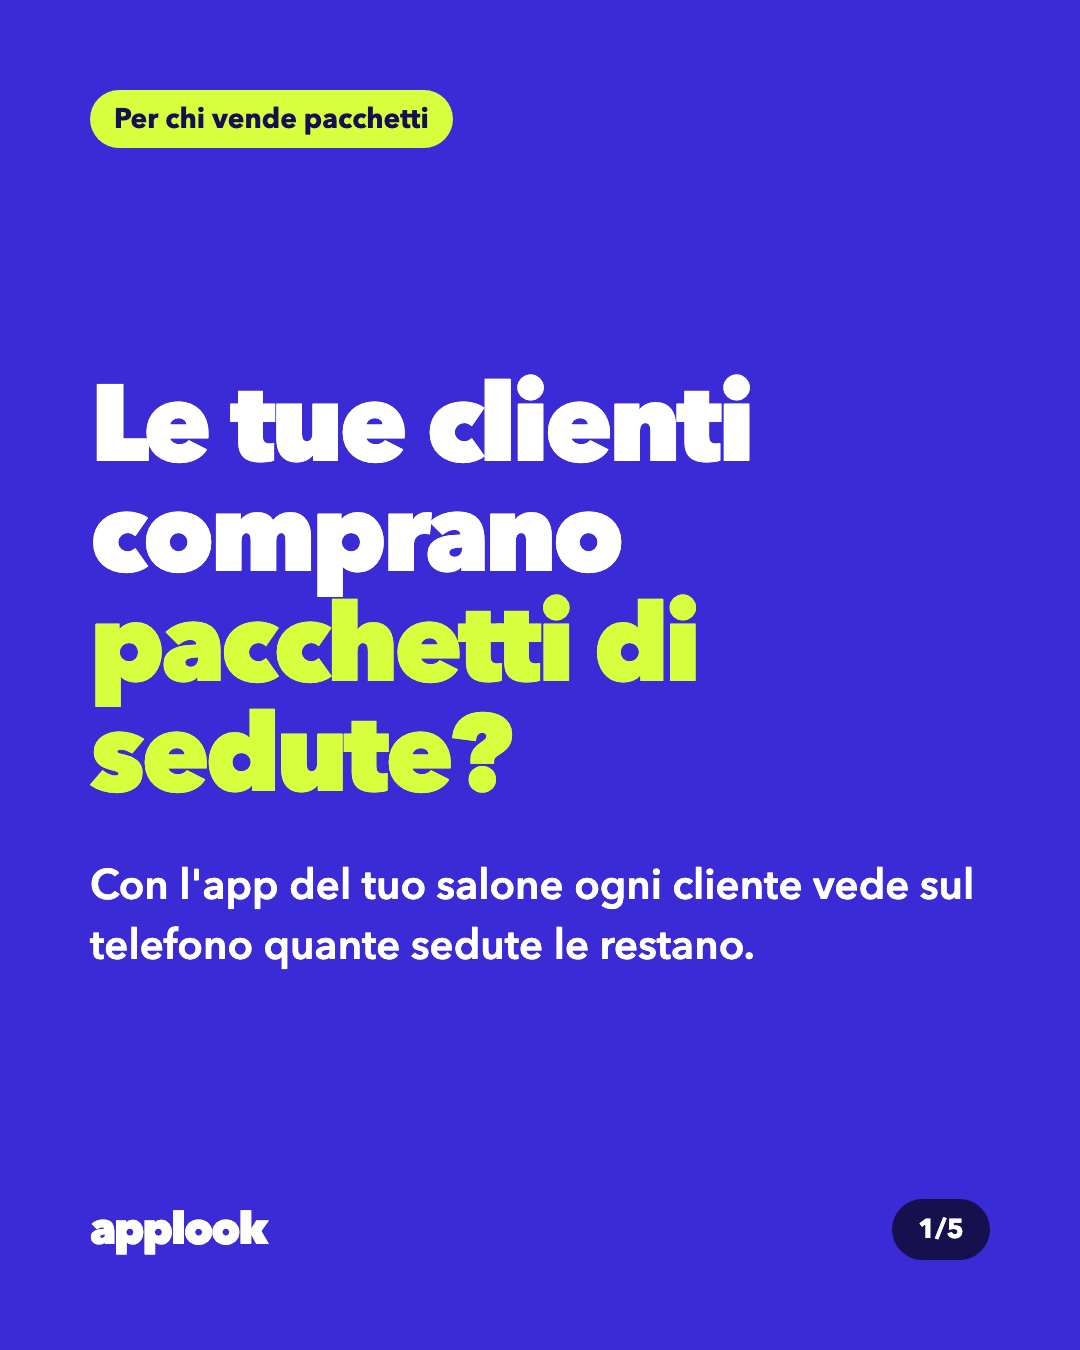 Per chi vende pacchetti
Le tue clienti
comprano
pacchetti di
sedute?
Con l'app del tuo salone ogni cliente vede sul
telefono quante sedute le restano.
applook
1/5